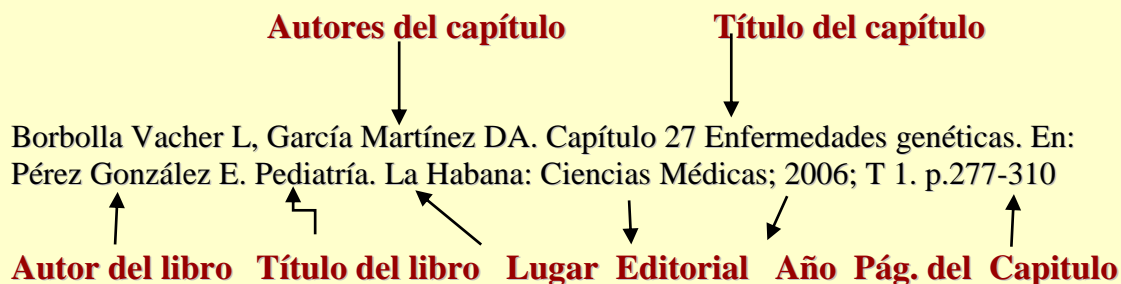 Autores del capítulo Título del capítulo
Borbolla Vacher L, García Martínez DA. Capítulo 27 Enfermedades genéticas. En:
Pérez González E. Pediatría. La Habana: Ciencias Médicas; 2006; T 1. p.277-310
Autor del libro Título del libro Lugar Editorial Año Pág. del Capitulo